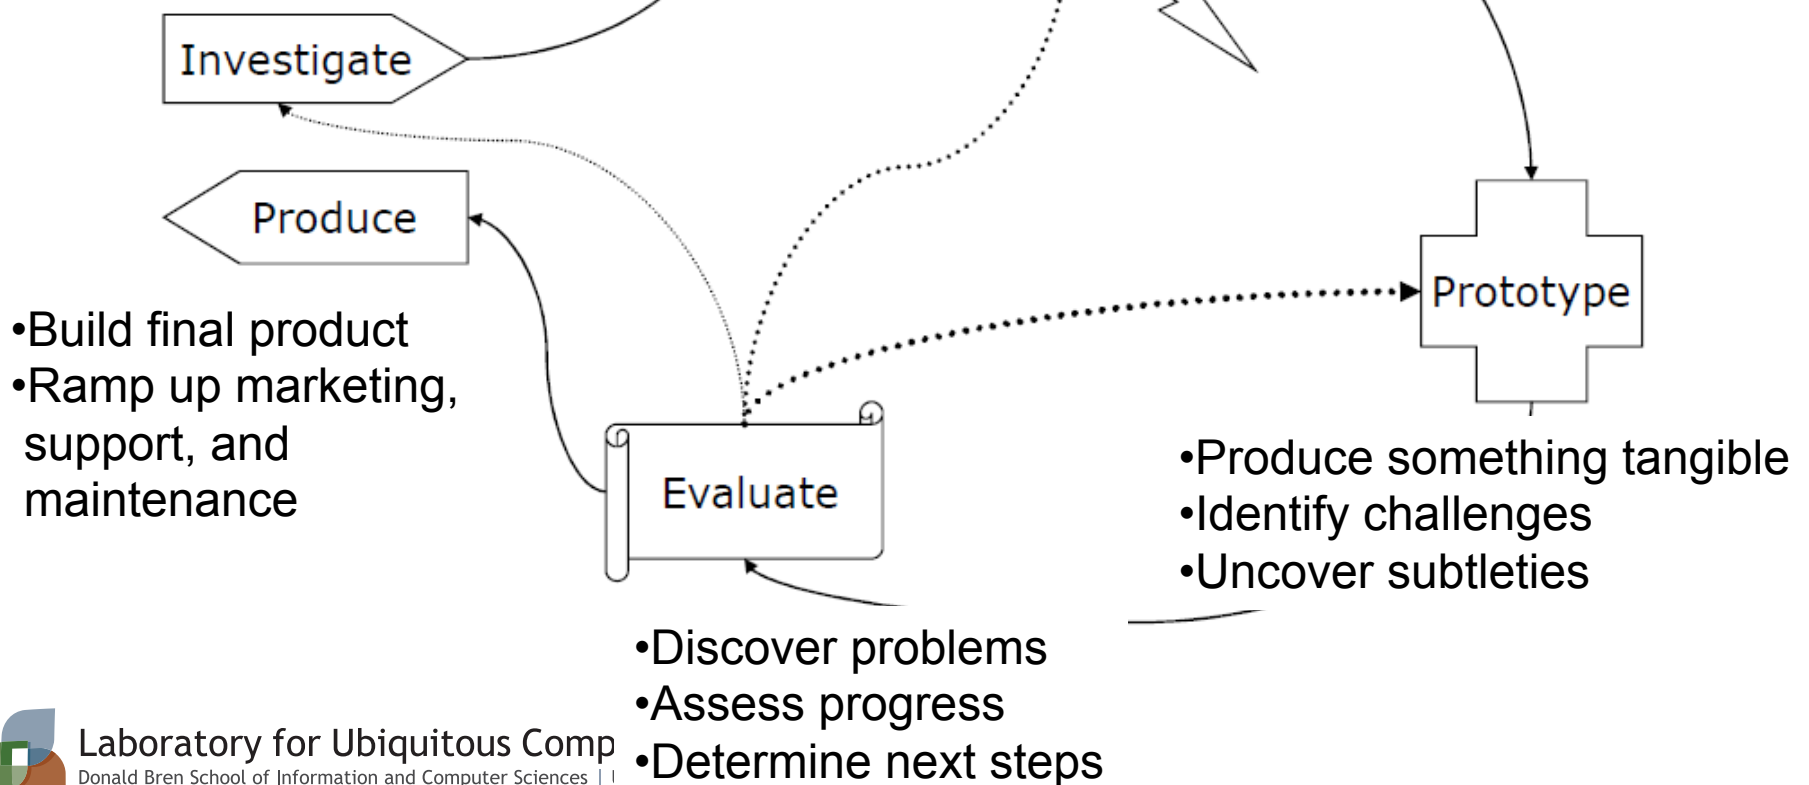 Investigate
Produce
•Build final product
•Ramp up marketing,
support, and
maintenance
Prototype
•Produce something tangible
•Identify challenges
•Uncover subtleties
Evaluate
•Discover problems
•Assess progress
•Determine next steps
Laboratory for Ubiquitous Comp
Donald Bren School of Information and Computer Sciences |